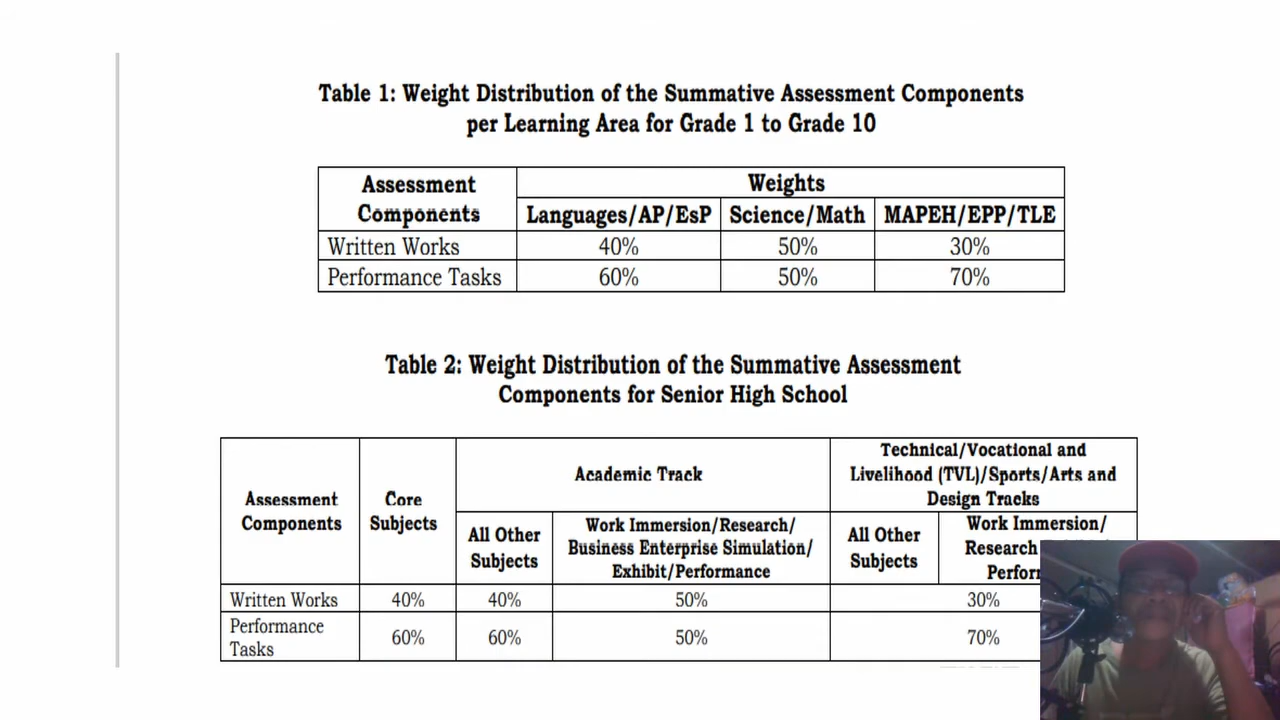 Table 1: Weight Distribution of the Summative Assessment Components
per Learning Area for Grade 1 to Grade 10
Assessment
Components
Weights
Languages/AP/EsP Science/Math MAPEH/EPP/TLE
Written Works 40% 50% 30%
Performance Tasks 60% 50% 70%
Table 2: Weight Distribution of the Summative Assessment
Components for Senior High School
Assessment
Components
Core
Subjects
Academic Track
Technical/Vocational and
Livelihood (TVL)/Sports/Arts and
Design Tracks
All Other
Subjects
Work Immersion/Research/
Business Enterprise Simulation/
Exhibit/Performance
All Other
Subjects
Work Immersion/
Research
Written Works 40% 40% 50% 30%
Performance
Tasks 60% 60% 50% 70%